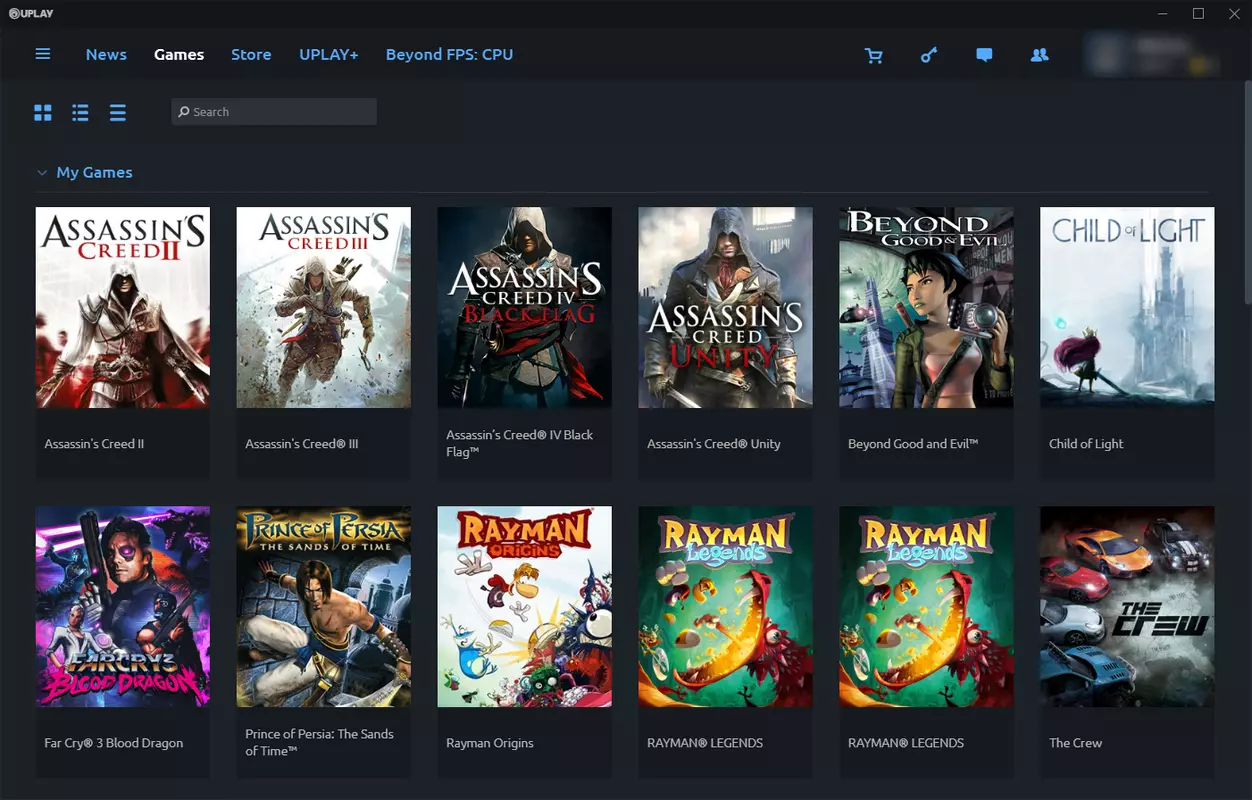 UPLAY
News Games Store UPLAY+ Beyond FPS: CPU
Search
My Games
ASSASSIN'S
CREED II
ASSASSIN'S
CREED III
ASSASSIN'S
CREED IV
BLACK FLAG
ASSASSIN'S
CREED
UNITY
BEYOND
GOOD & EVIL
CHILD of LIGHT
Assassin's Creed II
Assassin's Creed® III
Assassin's Creed® IV Black
Flag™
Assassin's Creed® Unity
Beyond Good and Evil™
Child of Light
FARCRY3
BLOOD DRAGON
PRINCE OF PERSIA
THE SANDS OF TIME
RAYMAN
ORIGINS
RAYMAN
Legends
RAYMAN
Legends
THE
CREW
Far Cry® 3 Blood Dragon
Prince of Persia: The Sands
of Time™
Rayman Origins
RAYMAN® LEGENDS
RAYMAN® LEGENDS
The Crew